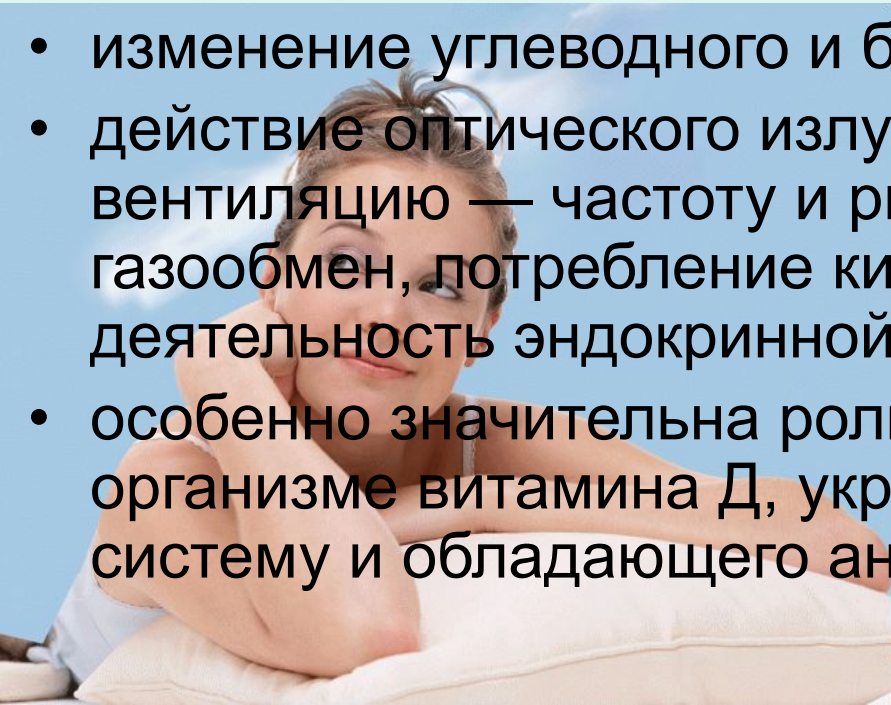 • изменение углеводного и б
• действие оптического излу
вентиляцию — частоту и р
газообмен, потребление ки
деятельность эндокринной
• особенно значительна рол
организме витамина Д, укр
систему и обладающего ан